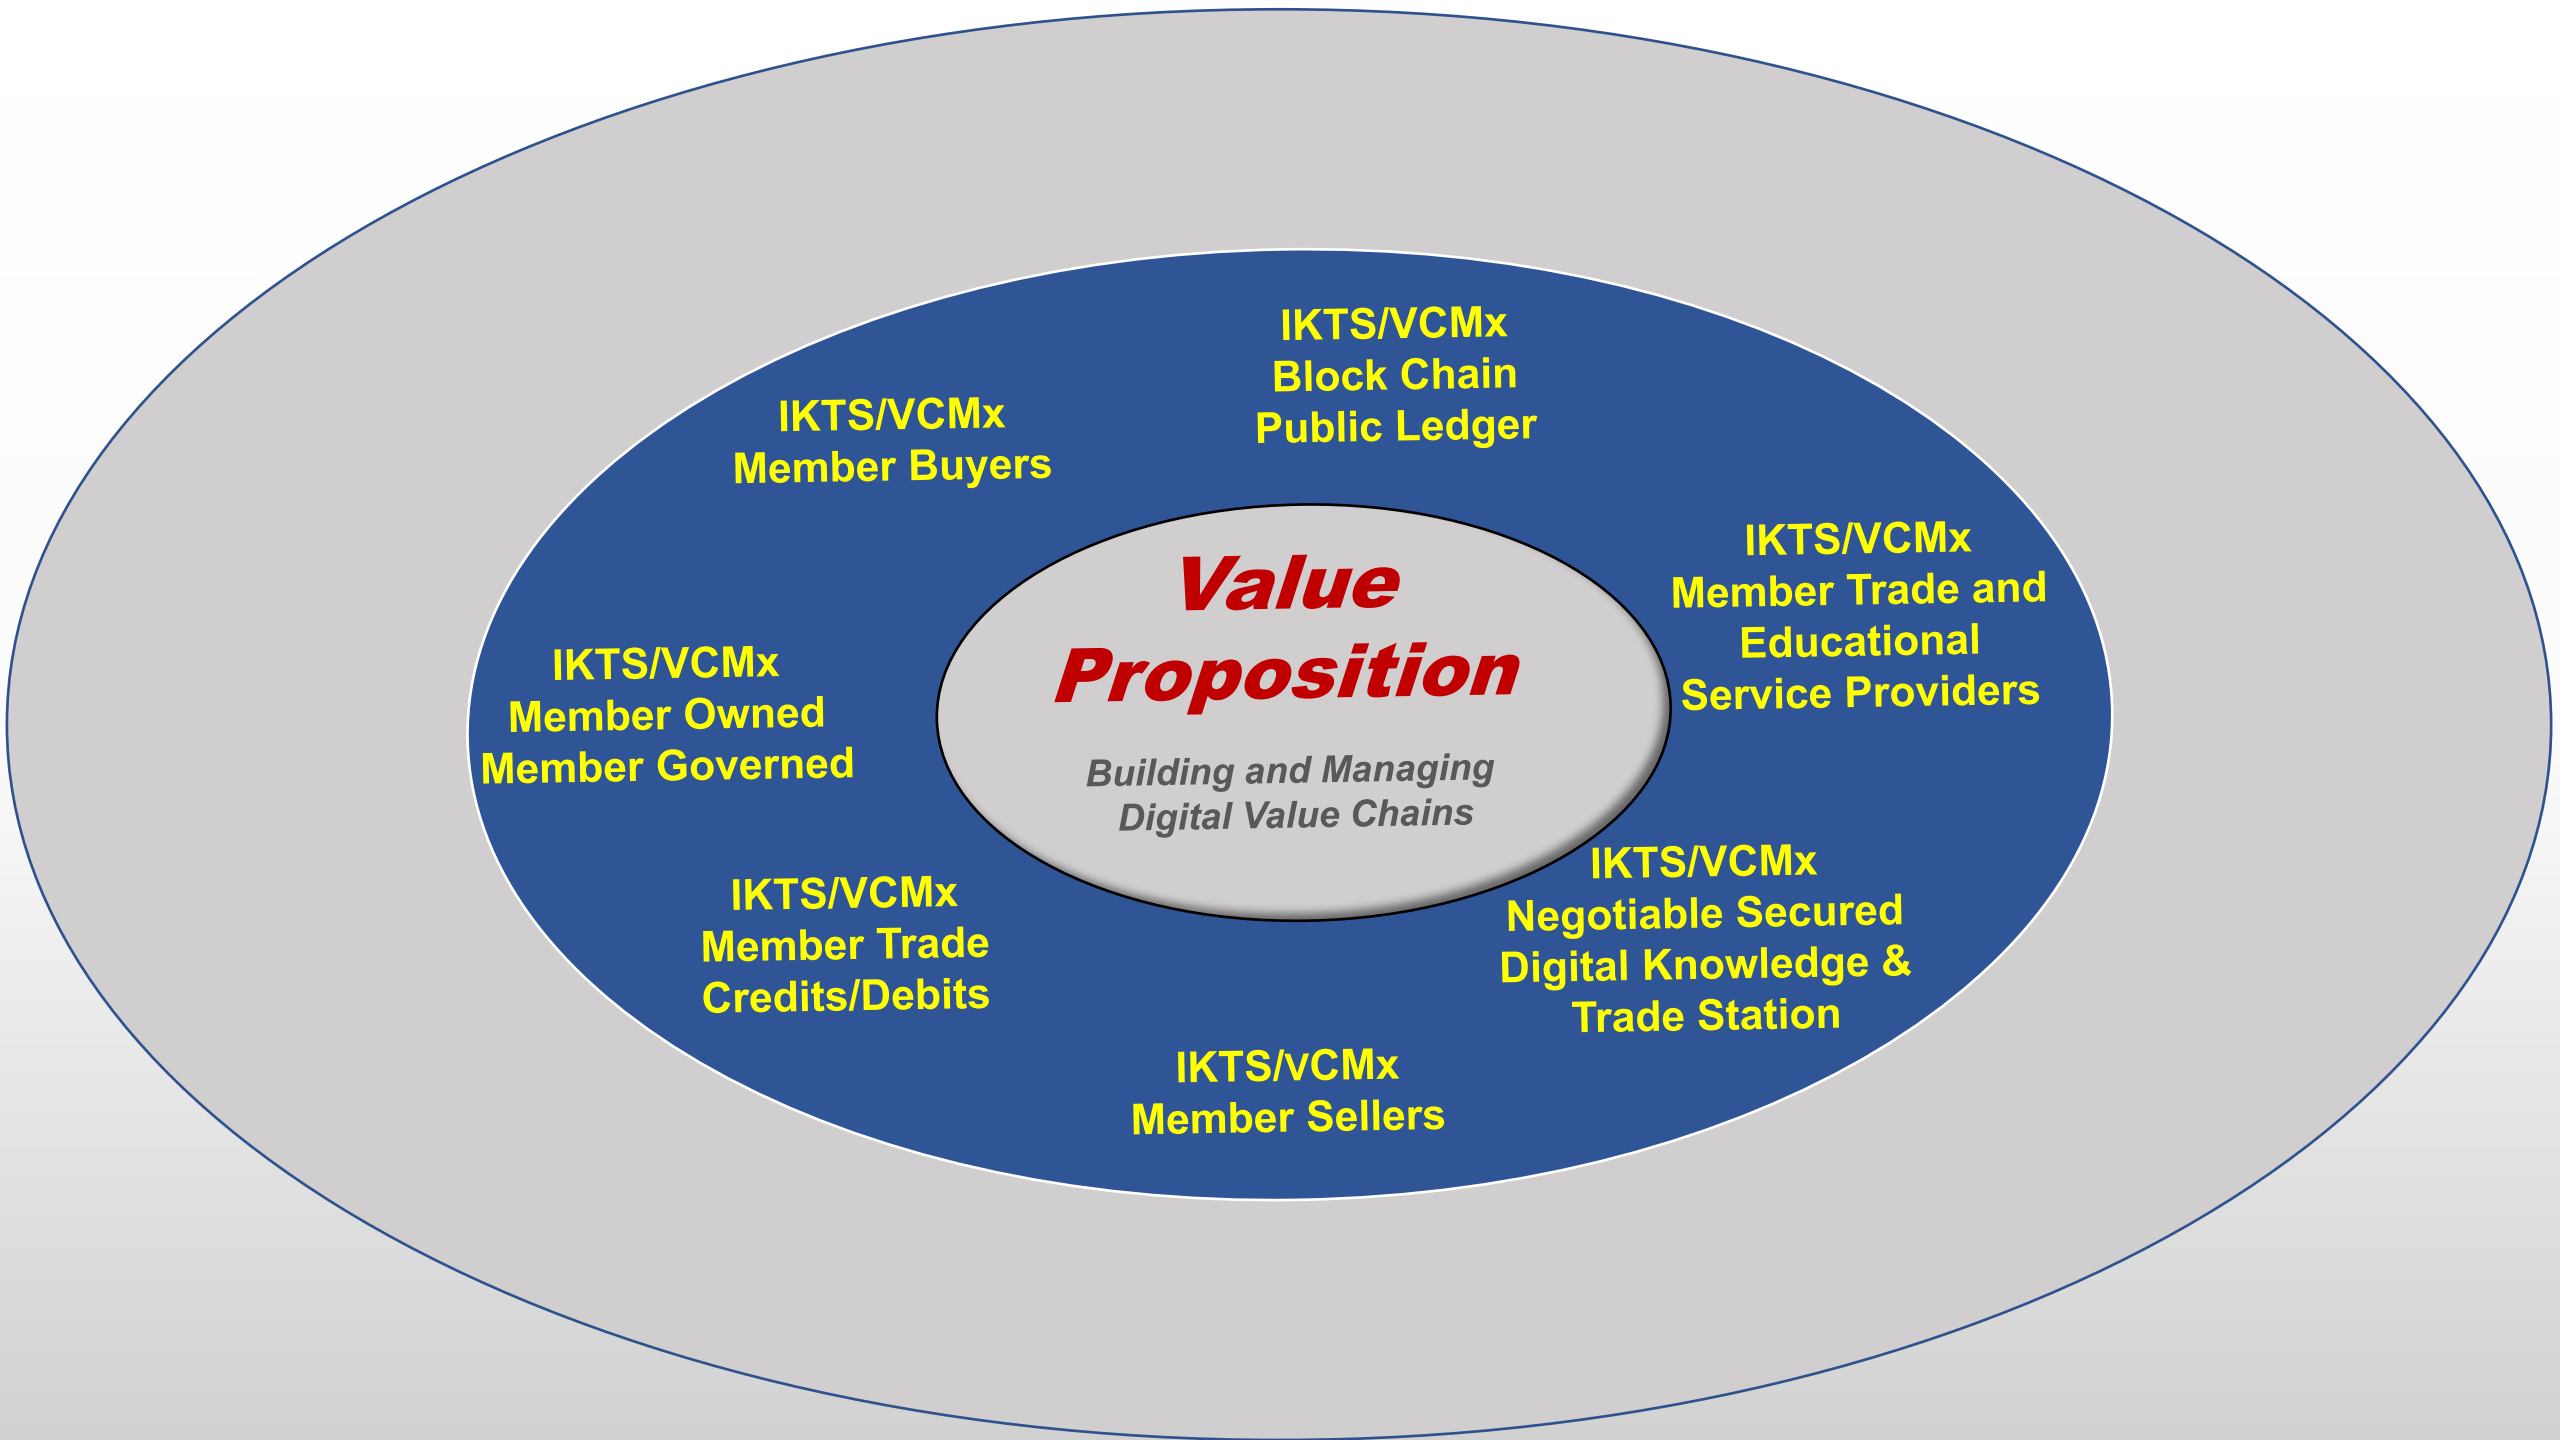 IKTS/VCMx
Block Chain
Public Ledger
IKTS/VCMx
Member Buyers
IKTS/VCMx
Member Trade and
Educational
Service Providers
Value
Proposition
Building and Managing
Digital Value Chains
IKTS/VCMx
Member Owned
Member Governed
IKTS/VCMx
Negotiable Secured
Digital Knowledge &
Trade Station
IKTS/VCMx
Member Trade
Credits/Debits
IKTS/vCMx
Member Sellers